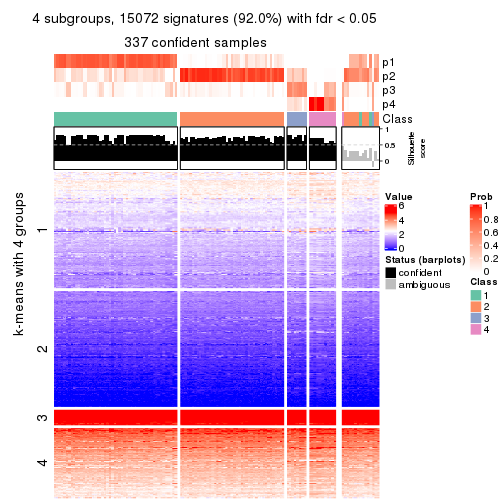 4 subgroups, 15072 signatures (92.0%) with fdr < 0.05
337 confident samples
p1
p2
p3
p4
Class
1
0.5
0
Silhouette
score
k-means with 4 groups
1
2
3
4
Value
6
4
2
0
Status (barplots)
confident
ambiguous
Prob
1
0.8
0.6
0.4
0.2
0
Class
1
2
3
4